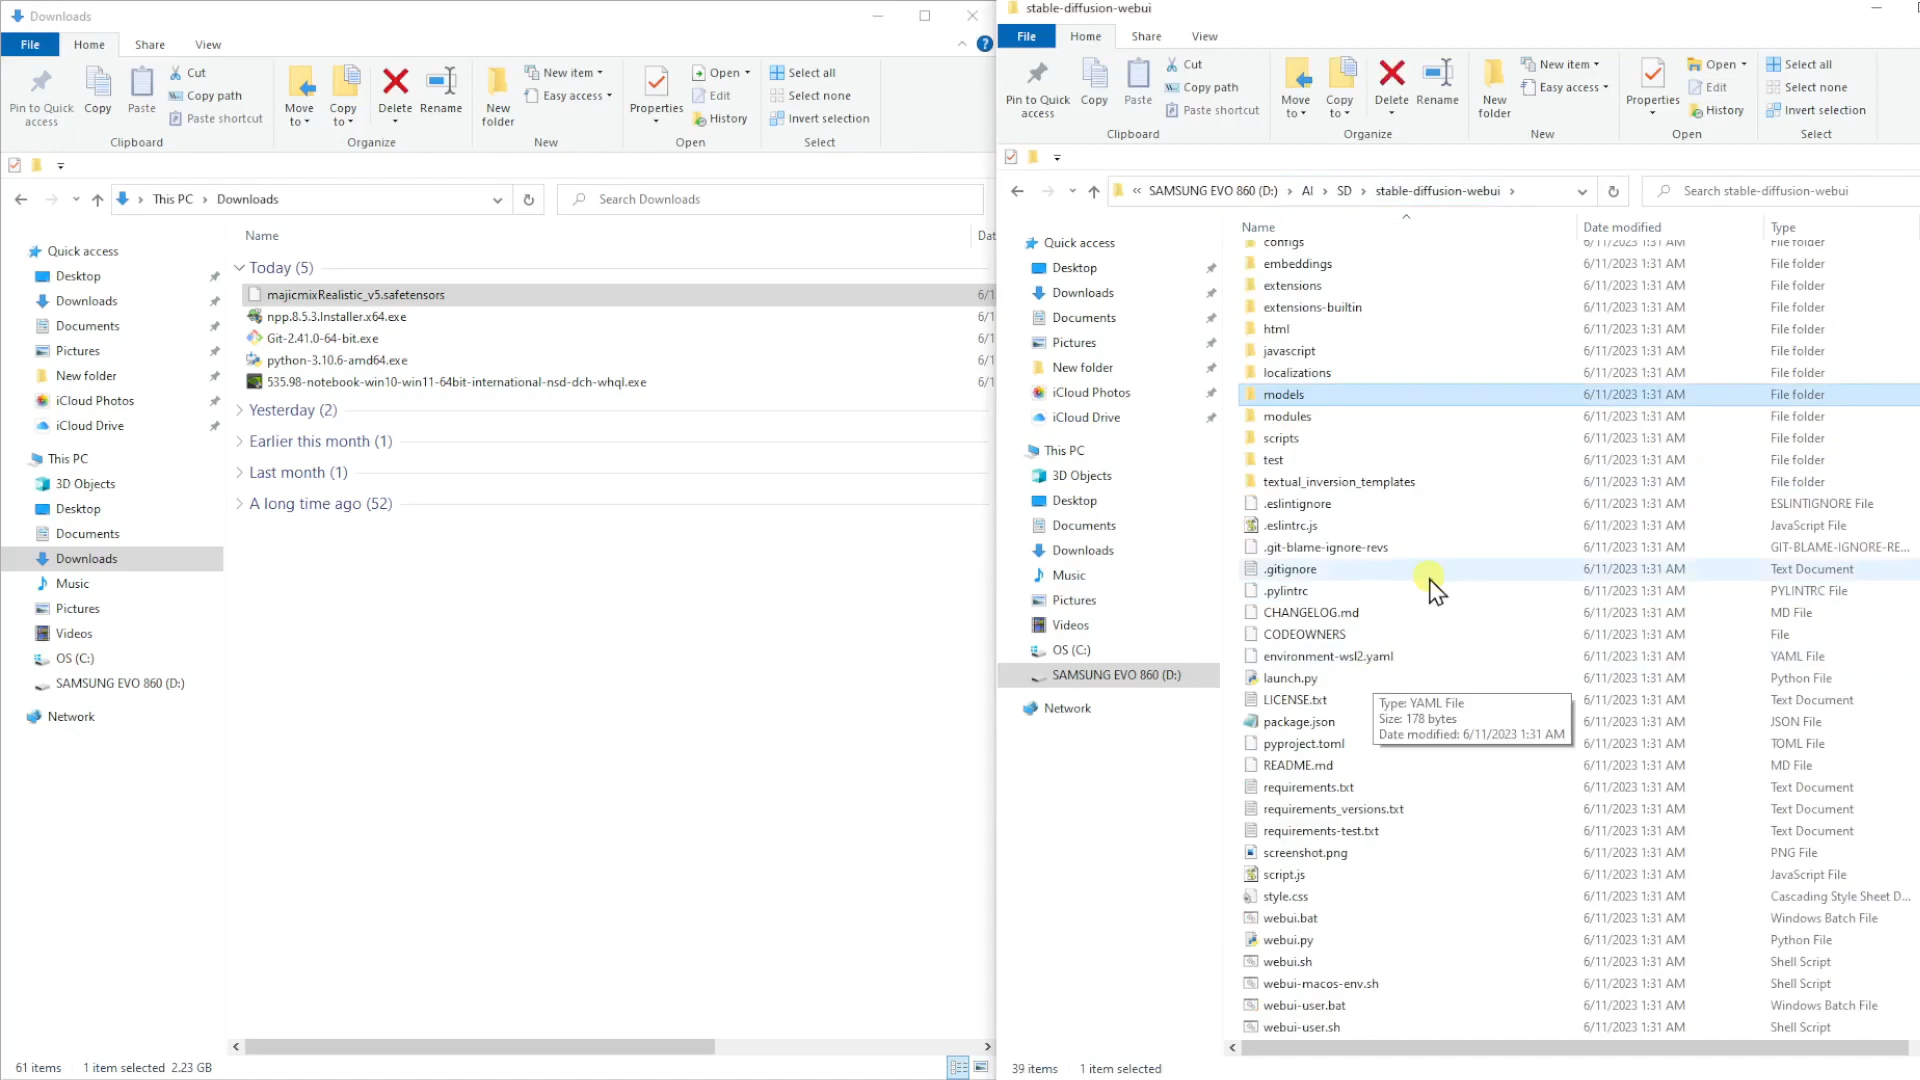 Downloads
File
Home
Share
View
Pin to Quick access
Copy
Paste
Cut
Copy path
Paste shortcut
Clipboard
Move to
Copy to
Delete
Rename
Organize
New folder
New item
Easy access
New
Properties
Open
Edit
History
Open
Select all
Select none
Invert selection
Select
This PC
Downloads
Search Downloads
Quick access
Desktop
Downloads
Documents
Pictures
New folder
iCloud Photos
iCloud Drive
This PC
3D Objects
Desktop
Documents
Downloads
Music
Pictures
Videos
OS (C:)
SAMSUNG EVO 860 (D:)
Network
Name
Dat
Today (5)
majicmixRealistic_v5.safetensors 6/1
npp.8.5.3.Installer.x64.exe 6/1
Git-2.41.0-64-bit.exe 6/1
python-3.10.6-amd64.exe 6/1
535.98-notebook-win10-win11-64bit-international-nsd-dch-whql.exe 6/1
Yesterday (2)
Earlier this month (1)
Last month (1)
A long time ago (52)
61 items 1 item selected 2.23 GB
stable-diffusion-webui
File
Home
Share
View
Pin to Quick access
Copy
Paste
Cut
Copy path
Paste shortcut
Clipboard
Move to
Copy to
Delete
Rename
Organize
New folder
New item
Easy access
New
Properties
Open
Edit
History
Open
Select all
Select none
Invert selection
Select
« SAMSUNG EVO 860 (D:) › AI › SD › stable-diffusion-webui ›
Search stable-diffusion-webui
Quick access
Desktop
Downloads
Documents
Pictures
New folder
iCloud Photos
iCloud Drive
This PC
3D Objects
Desktop
Documents
Downloads
Music
Pictures
Videos
OS (C:)
SAMSUNG EVO 860 (D:)
Network
Name Date modified Type
configs 6/11/2023 1:31 AM File folder
embeddings 6/11/2023 1:31 AM File folder
extensions 6/11/2023 1:31 AM File folder
extensions-builtin 6/11/2023 1:31 AM File folder
html 6/11/2023 1:31 AM File folder
javascript 6/11/2023 1:31 AM File folder
localizations 6/11/2023 1:31 AM File folder
models 6/11/2023 1:31 AM File folder
modules 6/11/2023 1:31 AM File folder
scripts 6/11/2023 1:31 AM File folder
test 6/11/2023 1:31 AM File folder
textual_inversion_templates 6/11/2023 1:31 AM File folder
.eslintignore 6/11/2023 1:31 AM ESLINTIGNORE File
.eslintrc.js 6/11/2023 1:31 AM JavaScript File
.git-blame-ignore-revs 6/11/2023 1:31 AM GIT-BLAME-IGNORE-RE...
.gitignore 6/11/2023 1:31 AM Text Document
.pylintrc 6/11/2023 1:31 AM PYLINTRC File
CHANGELOG.md 6/11/2023 1:31 AM MD File
CODEOWNERS 6/11/2023 1:31 AM File
environment-wsl2.yaml 6/11/2023 1:31 AM YAML File
launch.py 6/11/2023 1:31 AM Python File
LICENSE.txt 6/11/2023 1:31 AM Text Document
package.json 6/11/2023 1:31 AM JSON File
pyproject.toml 6/11/2023 1:31 AM TOML File
README.md 6/11/2023 1:31 AM MD File
requirements.txt 6/11/2023 1:31 AM Text Document
requirements_versions.txt 6/11/2023 1:31 AM Text Document
requirements-test.txt 6/11/2023 1:31 AM Text Document
screenshot.png 6/11/2023 1:31 AM PNG File
script.js 6/11/2023 1:31 AM JavaScript File
style.css 6/11/2023 1:31 AM Cascading Style Sheet D...
webui.bat 6/11/2023 1:31 AM Windows Batch File
webui.py 6/11/2023 1:31 AM Python File
webui.sh 6/11/2023 1:31 AM Shell Script
webui-macos-env.sh 6/11/2023 1:31 AM Shell Script
webui-user.bat 6/11/2023 1:31 AM Windows Batch File
webui-user.sh 6/11/2023 1:31 AM Shell Script
Type: YAML File
Size: 178 bytes
Date modified: 6/11/2023 1:31 AM
39 items 1 item selected